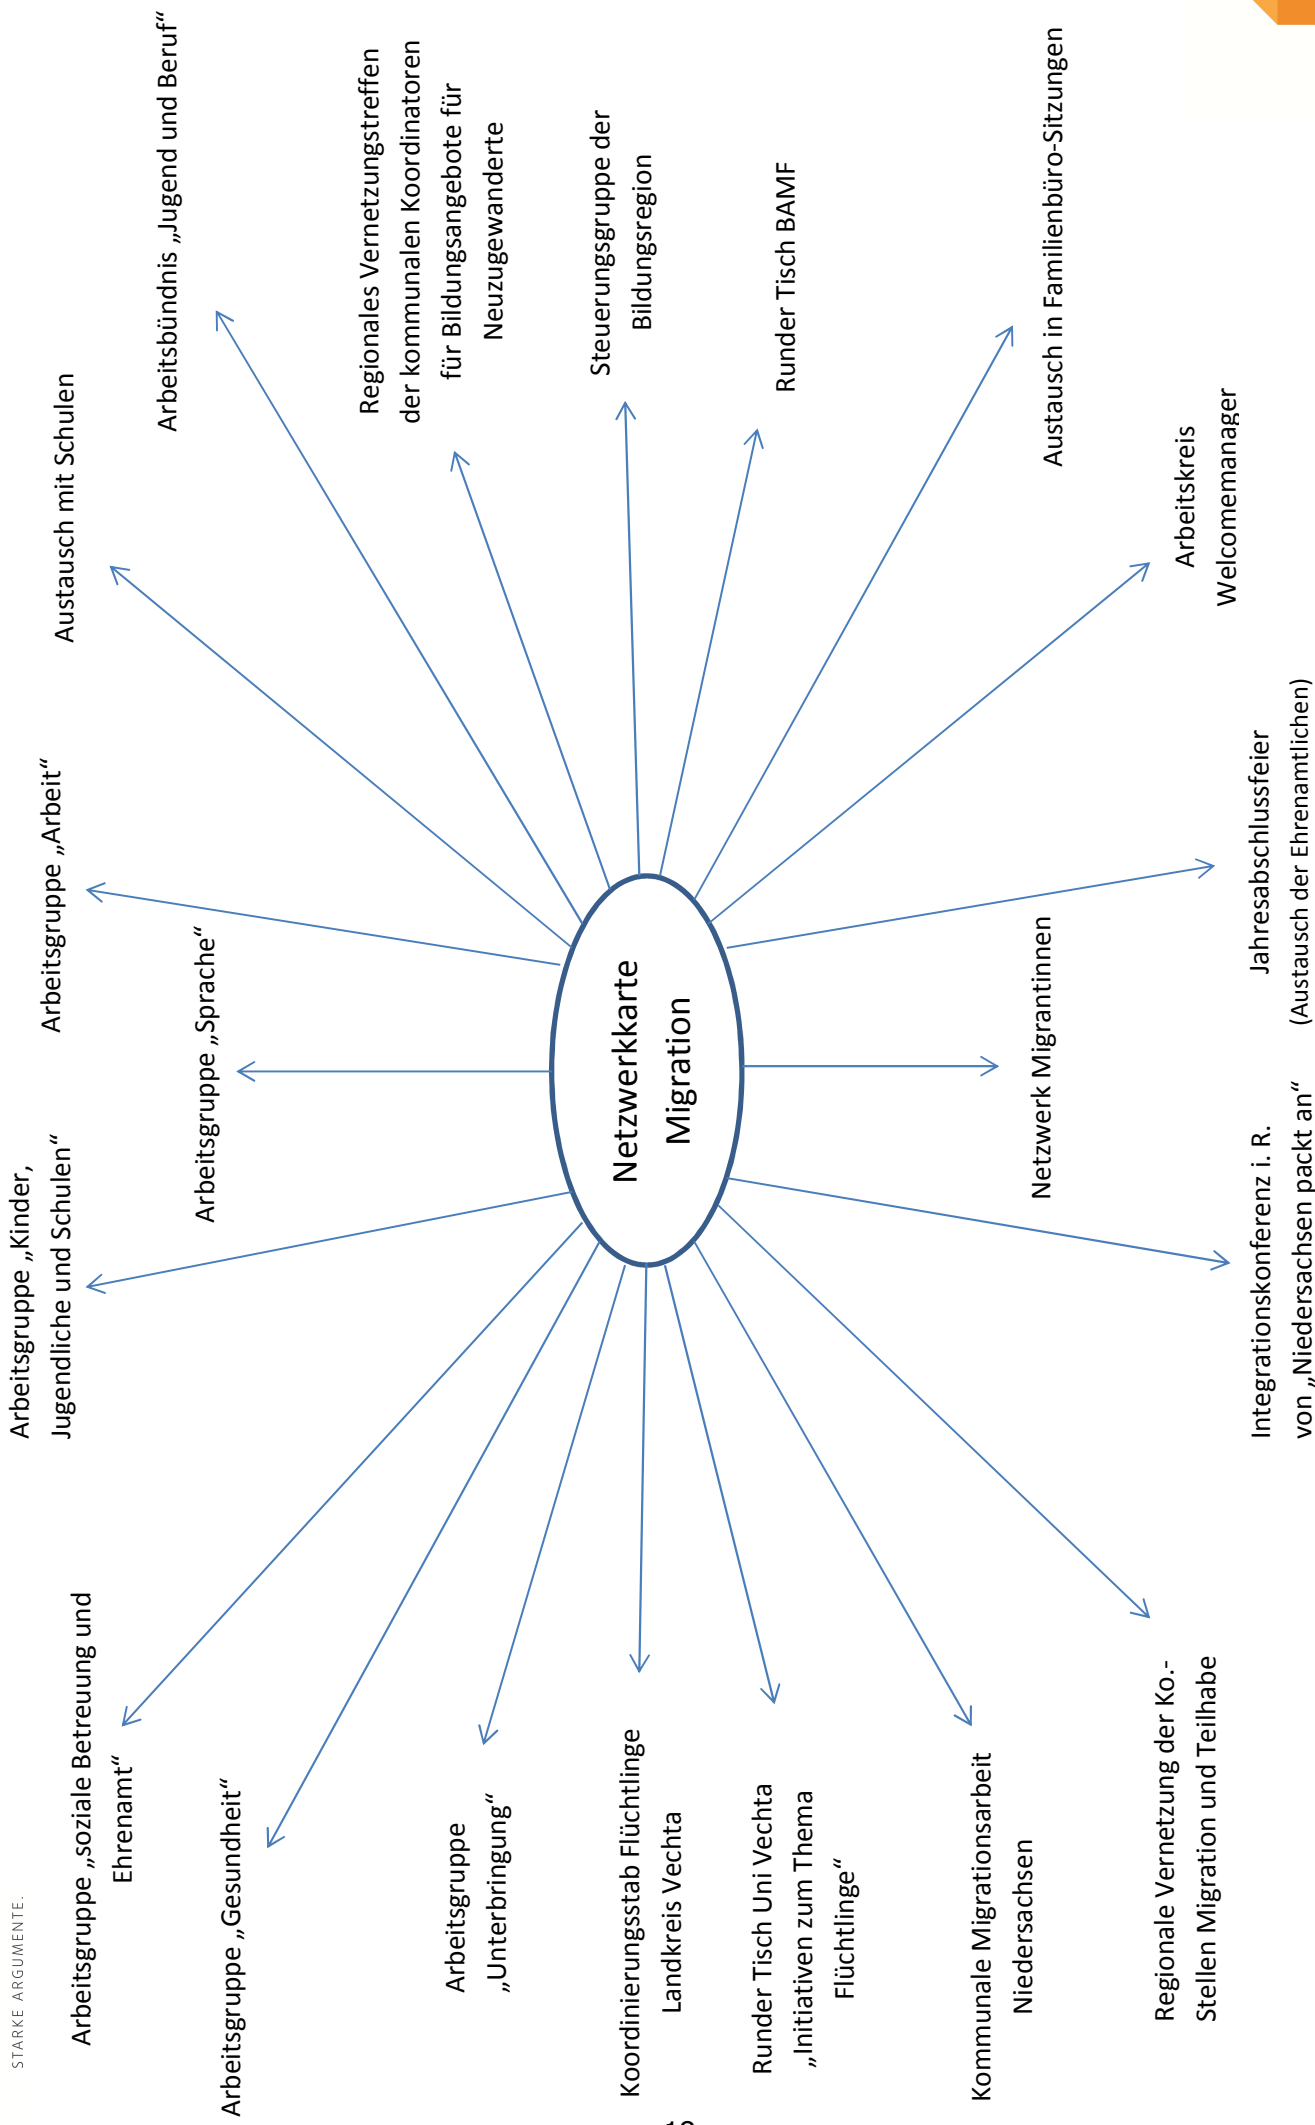 STARKE ARGUMENTE.
Arbeitsgruppe „Kinder,
Jugendliche und Schulen“
Arbeitsgruppe „Arbeit“
Austausch mit Schulen
Arbeitsbündnis „Jugend und Beruf“
Arbeitsgruppe „soziale Betreuung und
Ehrenamt“
Arbeitsgruppe „Sprache“
Arbeitsgruppe „Gesundheit“
Regionales Vernetzungstreffen
der kommunalen Koordinatoren
für Bildungsangebote für
Neuzugewanderte
Arbeitsgruppe
„Unterbringung“
Steuerungsgruppe der
Bildungsregion
Netzwerkkarte
Migration
Koordinierungsstab Flüchtlinge
Landkreis Vechta
Runder Tisch BAMF
Runder Tisch Uni Vechta
„Initiativen zum Thema
Flüchtlinge“
Kommunale Migrationsarbeit
Niedersachsen
Netzwerk Migrantinnen
Austausch in Familienbüro-Sitzungen
Regionale Vernetzung der Ko.-
Stellen Migration und Teilhabe
Arbeitskreis
Welcomemanager
Integrationskonferenz i. R.
von „Niedersachsen packt an“
Jahresabschlussfeier
(Austausch der Ehrenamtlichen)